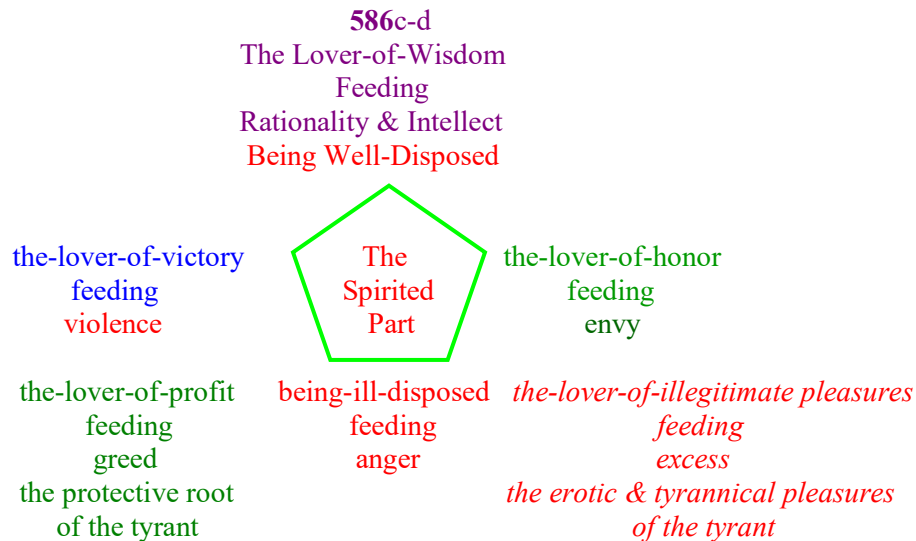 586c-d
The Lover-of-Wisdom
Feeding
Rationality & Intellect
Being Well-Disposed
the-lover-of-victory
feeding
violence
The
Spirited
Part
the-lover-of-honor
feeding
envy
the-lover-of-profit
feeding
greed
the protective root
of the tyrant
being-ill-disposed
feeding
anger
the-lover-of-illegitimate pleasures
feeding
excess
the erotic & tyrannical pleasures
of the tyrant